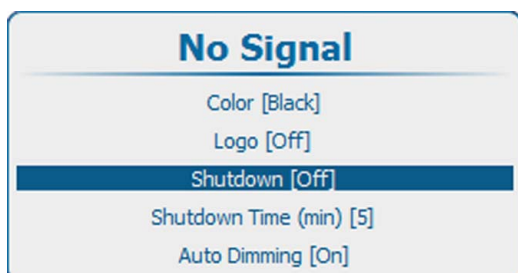 No Signal
Color [Black]
Logo [Off]
Shutdown [Off]
Shutdown Time (min) [5]
Auto Dimming [On]